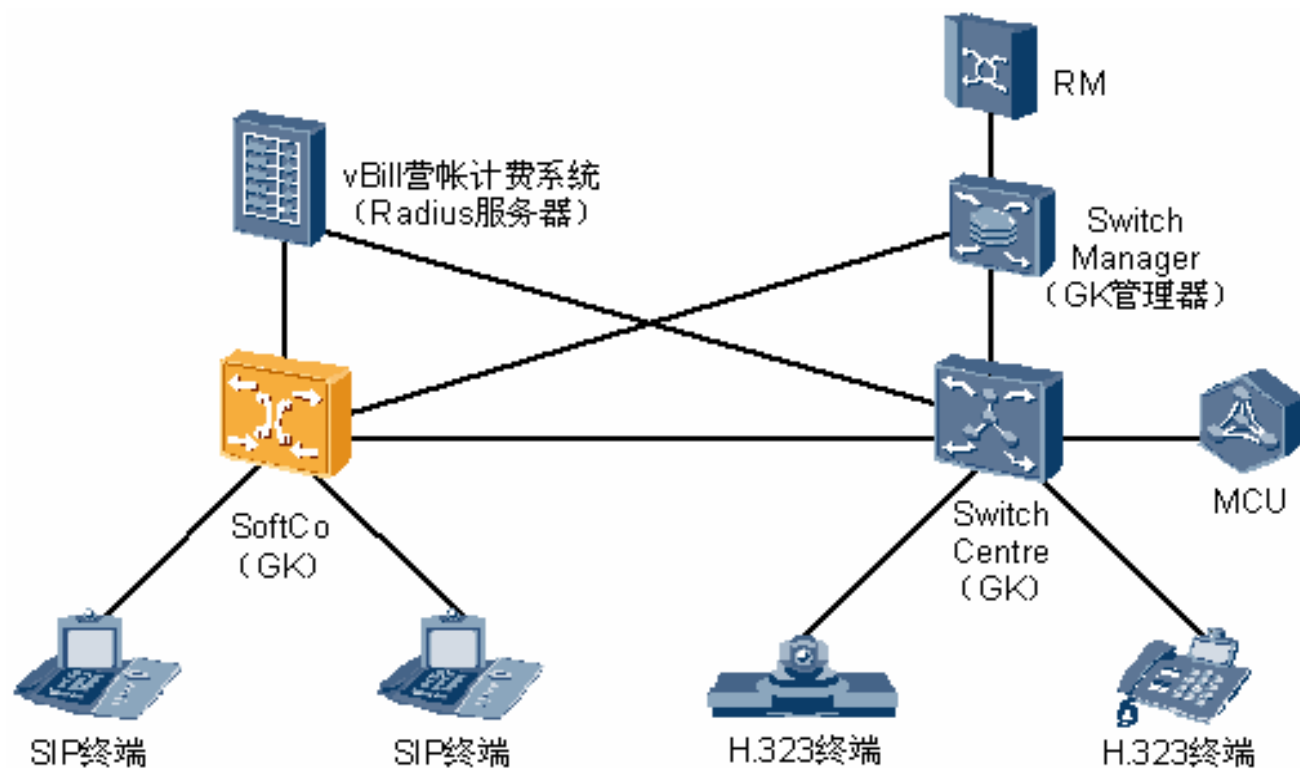 RM
vBill营帐计费系统
（Radius服务器）
Switch
Manager
（GK管理器）
SoftCo
（GK）
Switch
Centre
（GK）
MCU
SIP终端
SIP终端
H.323终端
H.323终端